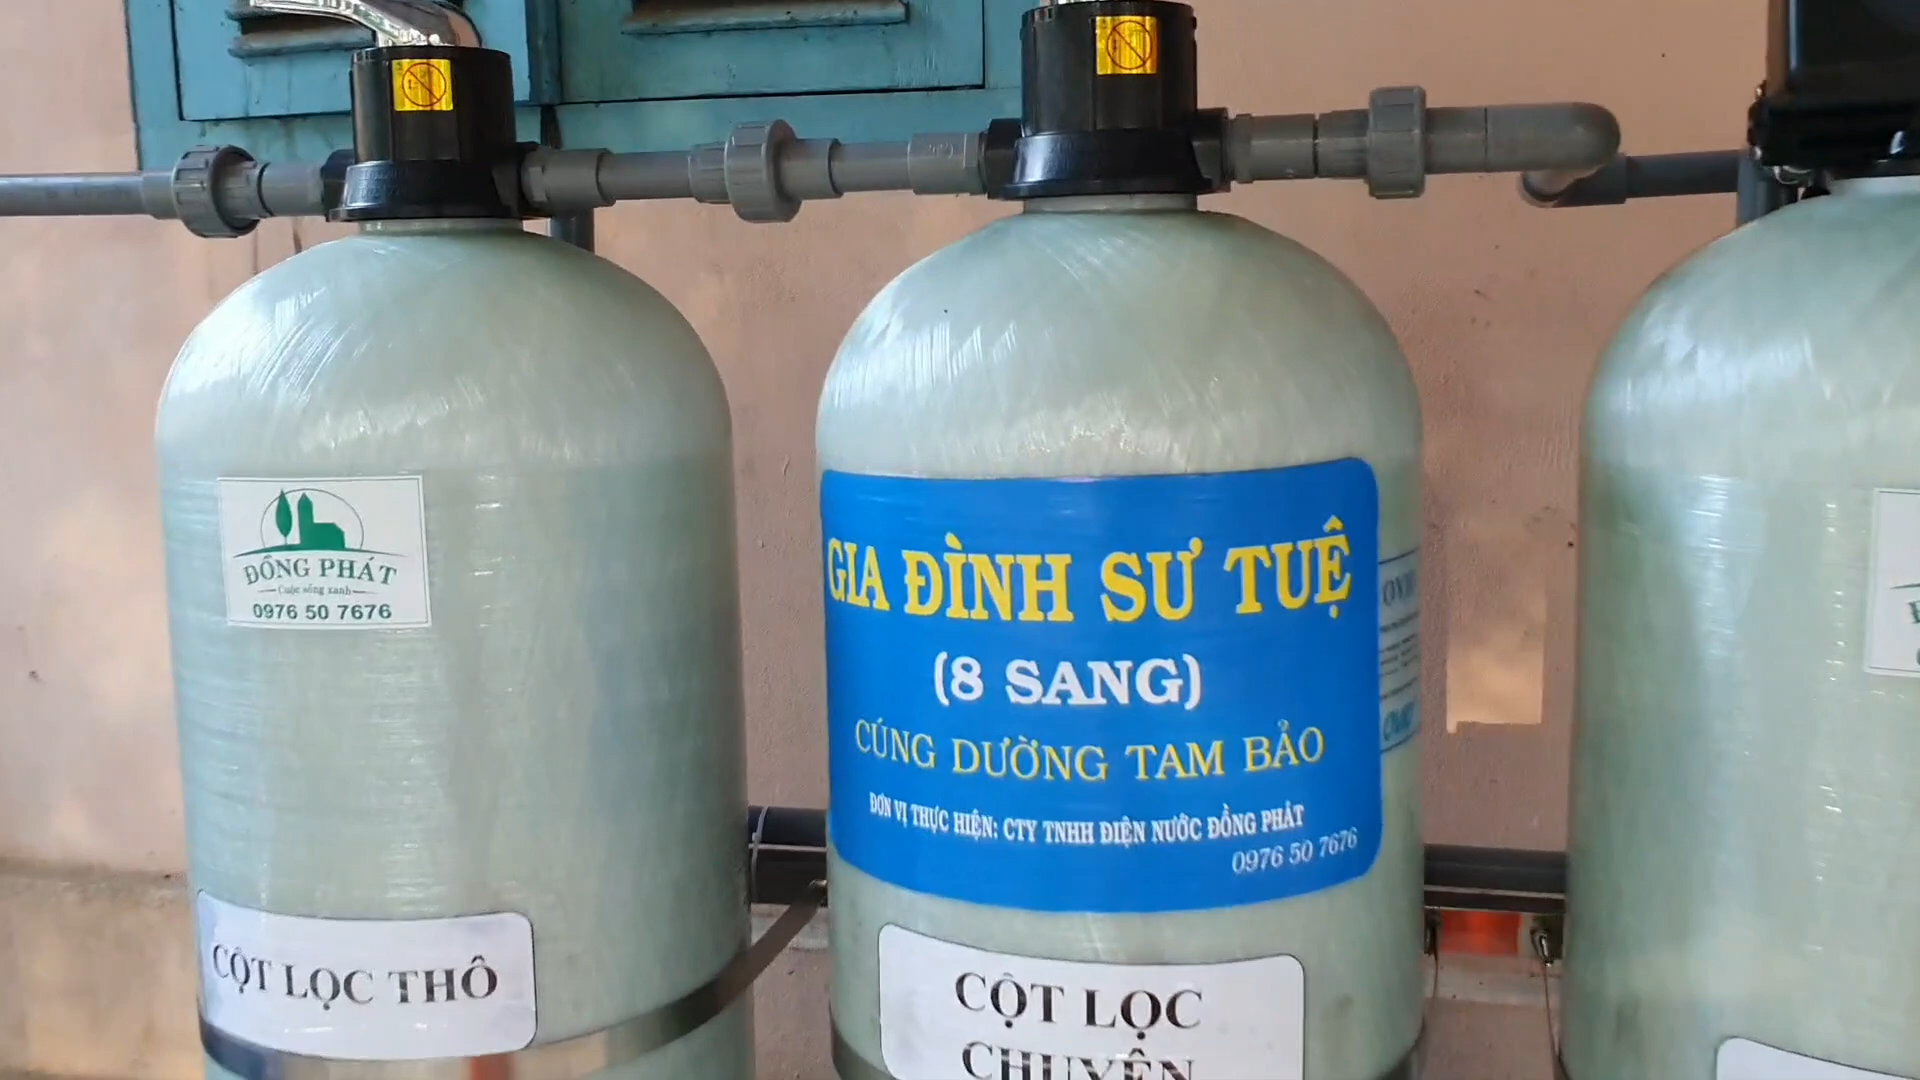 ĐỒNG PHÁT
Cuộc sống xanh
0976 50 7676
CỘT LỌC THÔ
GIA ĐÌNH SƯ TUỆ
(8 SANG)
CÚNG DƯỜNG TAM BẢO
ĐƠN VỊ THỰC HIỆN: CTY TNHH ĐIỆN NƯỚC ĐỒNG PHÁT
0976 50 7676
CỘT LỌC
CHUYÊN